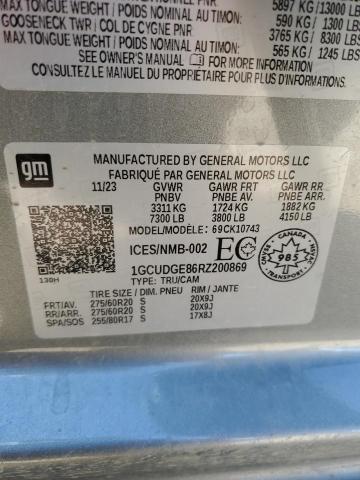 5897 KG/13000 LBS
MAX TONGUE WEIGHT / POIDS NOMINAL AU TIMON: 590 KG / 1300 LBS
GOOSENECK TWR / COL DE CYGNE PNR 3765 KG / 8300 LBS
MAX TONGUE WEIGHT / POIDS NOMINAL AU TIMON: 565 KG / 1245 LBS
SEE OWNER'S MANUAL FOR MORE INFORMATION / VOIR LE GUIDE DU PROPRIÉTAIRE POUR PLUS
gm
MANUFACTURED BY GENERAL MOTORS LLC
FABRIQUÉ PAR GENERAL MOTORS LLC
11/23 GVWR GAWR FRT GAWR RR
PNBV PNBE AV. PNBE ARR.
3311 KG 1724 KG 1882 KG
7300 LB 3800 LB 4150 LB
MODEL/MODÈLE: 69CK10743
ICES/NMB-002 EC
CANADA
985
1GCUDGE86RZ200869
130H TYPE: TRU/CAM
TIRE SIZE / DIM. PNEU RIM / JANTE
FRT/AV. 275/60R20 S 20X9J
RR/ARR. 275/60R20 S 20X9J
SPA/SOS 255/80R17 S 17X8J